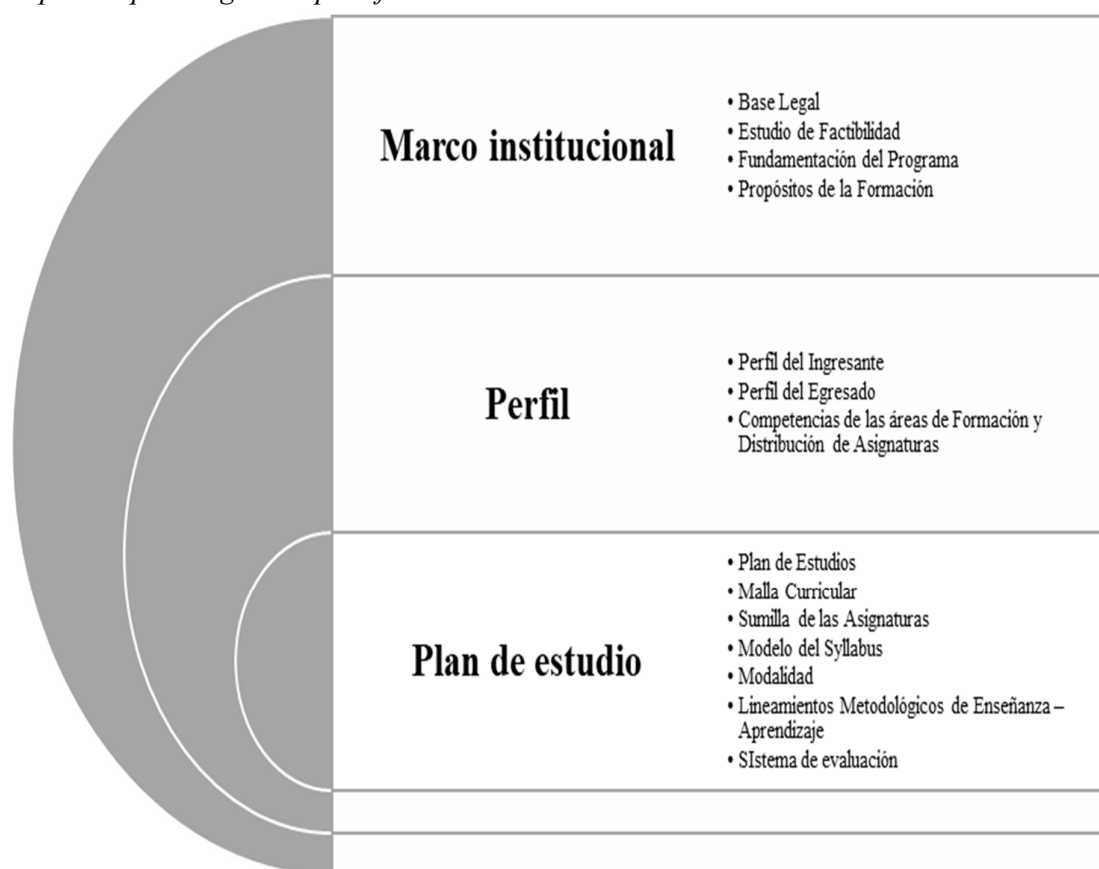 Marco institucional
• Base Legal
• Estudio de Factibilidad
• Fundamentación del Programa
• Propósitos de la Formación
Perfil
• Perfil del Ingresante
• Perfil del Egresado
• Competencias de las áreas de Formación y
Distribución de Asignaturas
Plan de estudio
• Plan de Estudios
• Malla Curricular
• Sumilla de las Asignaturas
• Modelo del Syllabus
• Modalidad
• Lineamientos Metodológicos de Enseñanza –
Aprendizaje
• SIstema de evaluación